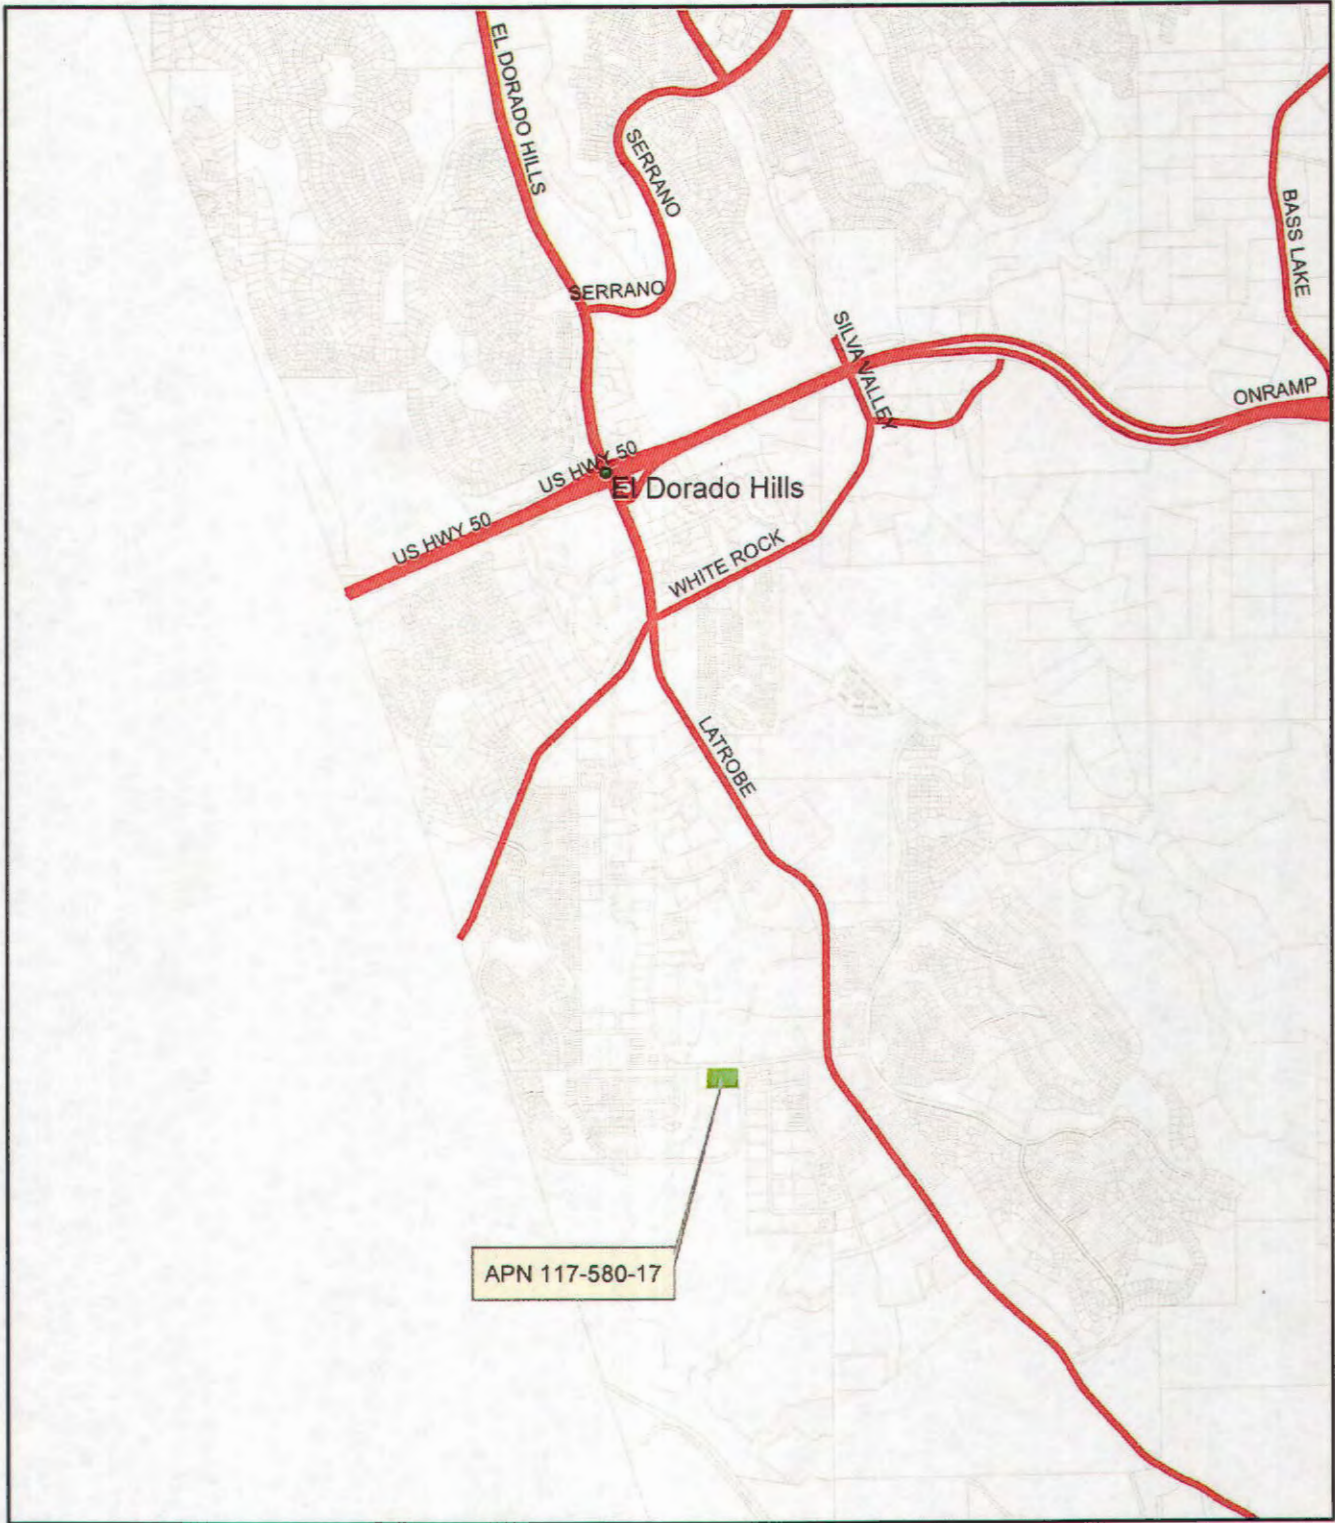 EL DORADO HILLS
SERRANO
BASS LAKE
SERRANO
SILVA VALLEY
ONRAMP
US HWY 50
El Dorado Hills
US HWY 50
WHITE ROCK
LATROBE
APN 117-580-17